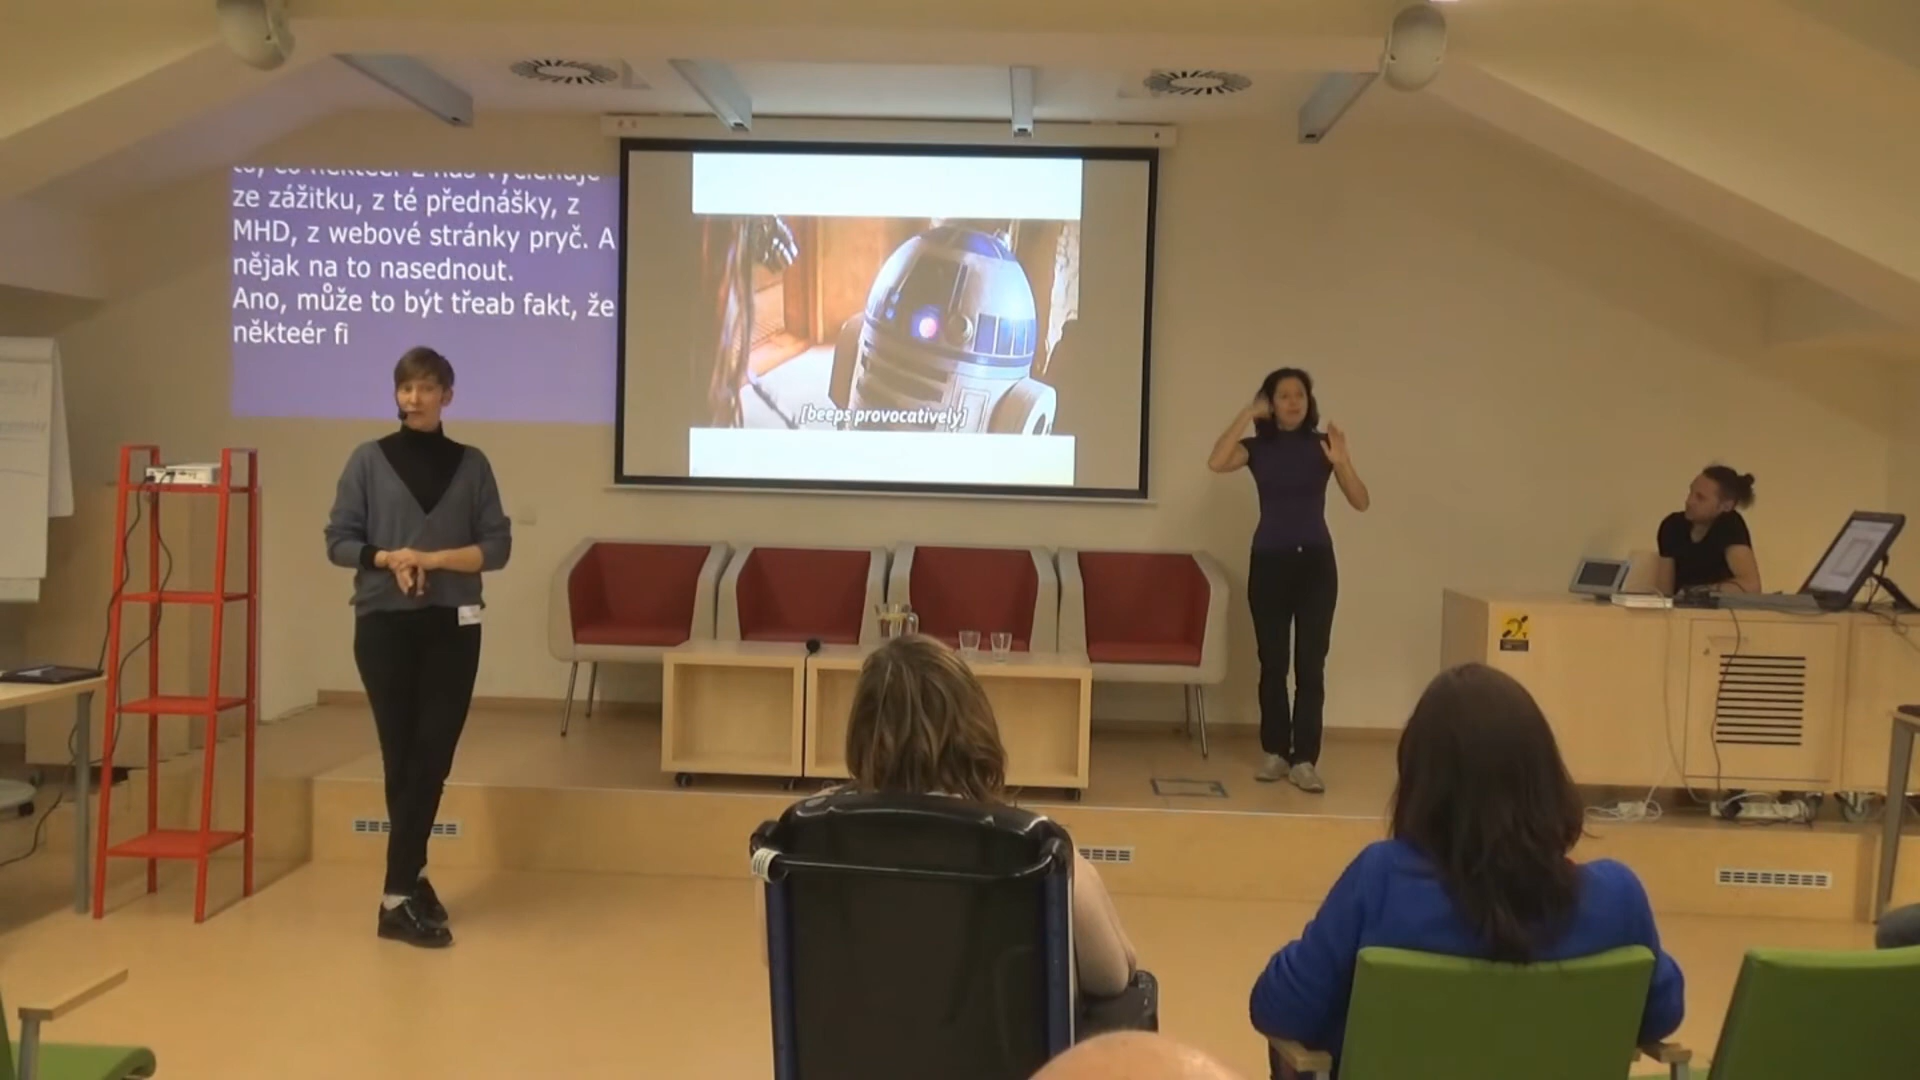 ze zážitku, z té přednášky, z
MHD, z webové stránky pryč. A
nějak na to nasednout.
Ano, může to být třeab fakt, že
někteér fi
[beeps provocatively]